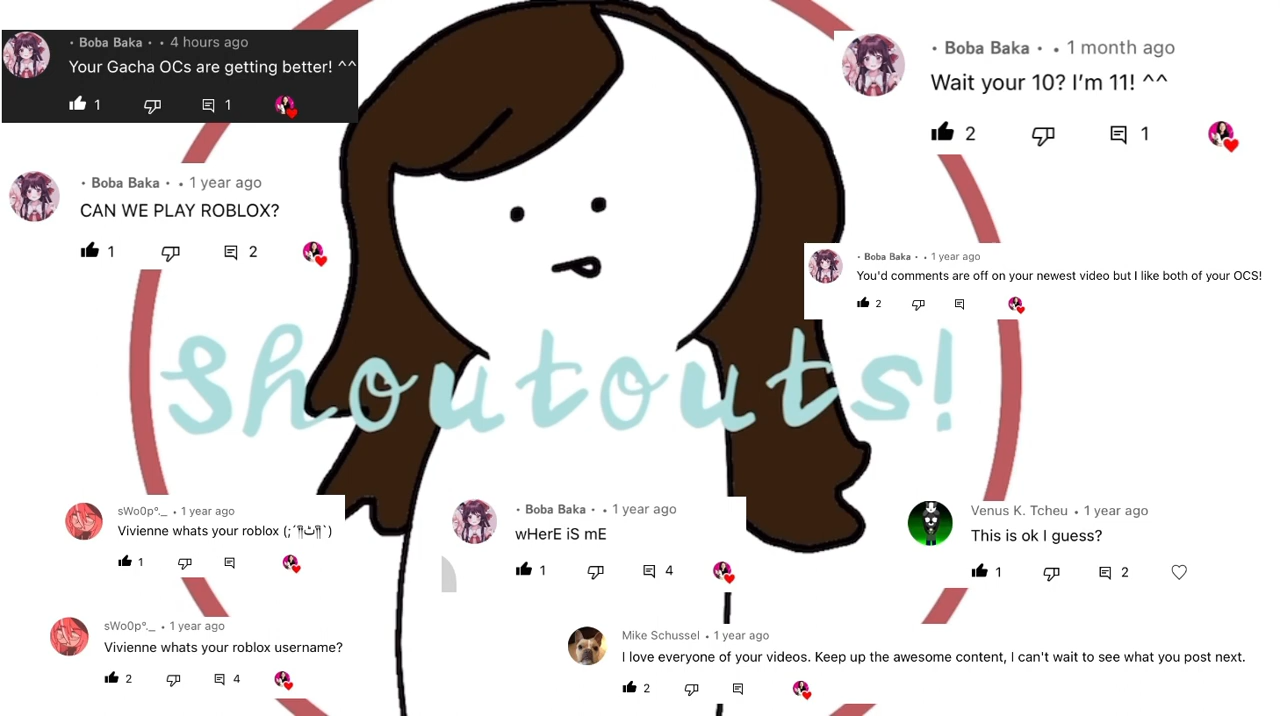 · Boba Baka · • 4 hours ago
Your Gacha OCs are getting better! ^^
1 1
· Boba Baka · • 1 month ago
Wait your 10? I'm 11! ^^
2 1
· Boba Baka · • 1 year ago
CAN WE PLAY ROBLOX?
1 2
· Boba Baka · • 1 year ago
You'd comments are off on your newest video but I like both of your OCS!
2
Shoutouts!
sWo0pº._ • 1 year ago
Vivienne whats your roblox (;´༎ຶٹ༎ຶ`)
1
· Boba Baka · • 1 year ago
wHerE iS mE
1 4
Venus K. Tcheu • 1 year ago
This is ok I guess?
1 2
sWo0pº._ • 1 year ago
Vivienne whats your roblox username?
2 4
Mike Schussel • 1 year ago
I love everyone of your videos. Keep up the awesome content, I can't wait to see what you post next.
2